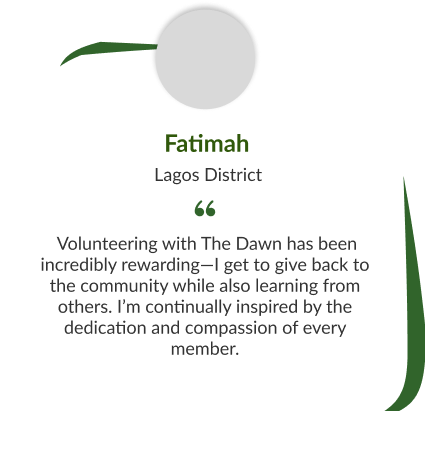 Fatimah
Lagos District
“
Volunteering with The Dawn has been
incredibly rewarding—I get to give back to
the community while also learning from
others. I’m continually inspired by the
dedication and compassion of every
member.